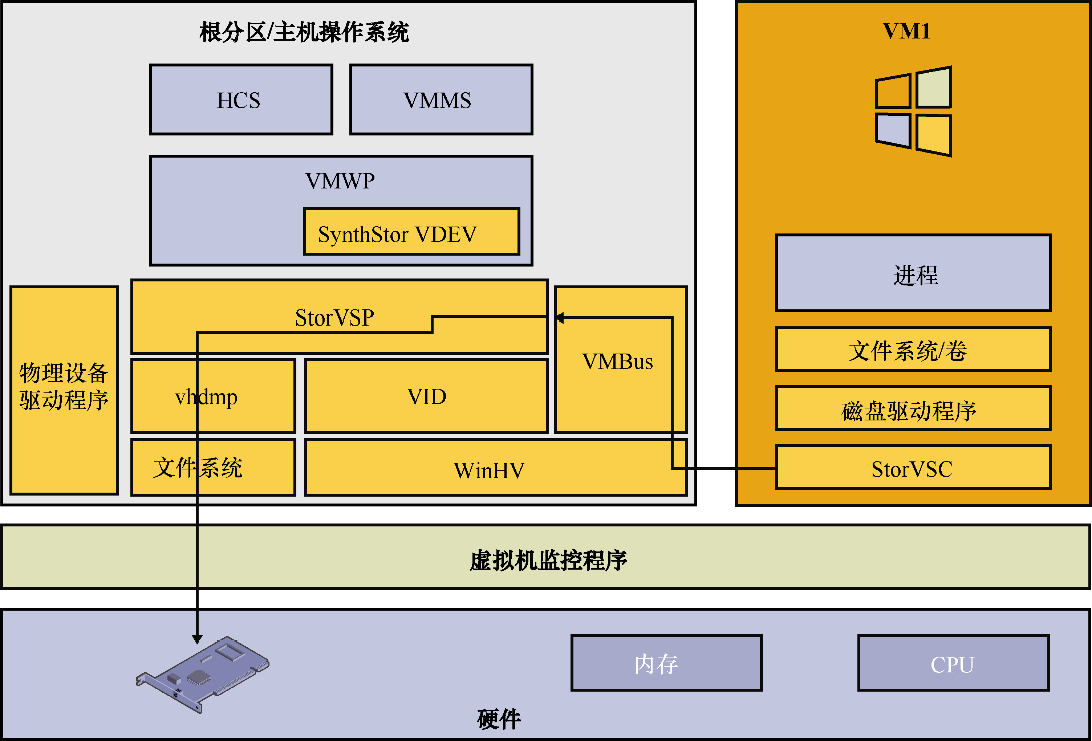 根分区/主机操作系统
HCS
VMMS
VMWP
SynthStor VDEV
物理设备
驱动程序
StorVSP
VMBus
vhdmp
VID
文件系统
WinHV
VM1
进程
文件系统/卷
磁盘驱动程序
StorVSC
虚拟机监控程序
内存
CPU
硬件